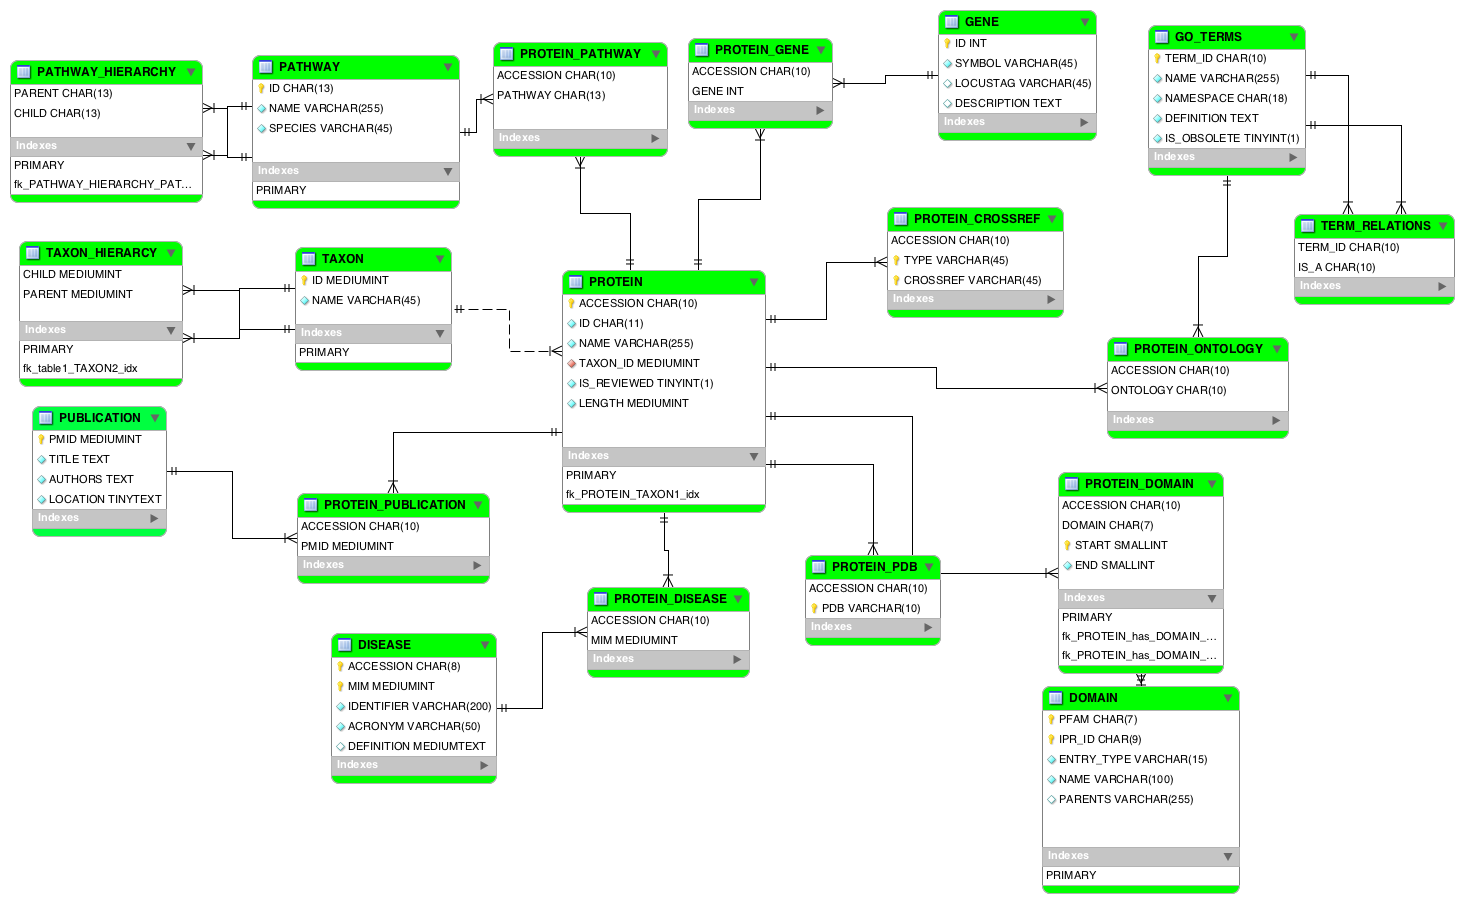 PATHWAY_HIERARCHY
PARENT CHAR(13)
CHILD CHAR(13)
Indexes
PRIMARY
fk_PATHWAY_HIERARCHY_PAT...
PATHWAY
ID CHAR(13)
NAME VARCHAR(255)
SPECIES VARCHAR(45)
Indexes
PRIMARY
PROTEIN_PATHWAY
ACCESSION CHAR(10)
PATHWAY CHAR(13)
Indexes
PROTEIN_GENE
ACCESSION CHAR(10)
GENE INT
Indexes
GENE
ID INT
SYMBOL VARCHAR(45)
LOCUSTAG VARCHAR(45)
DESCRIPTION TEXT
Indexes
GO_TERMS
TERM_ID CHAR(10)
NAME VARCHAR(255)
NAMESPACE CHAR(18)
DEFINITION TEXT
IS_OBSOLETE TINYINT(1)
Indexes
TAXON_HIERARCY
CHILD MEDIUMINT
PARENT MEDIUMINT
Indexes
PRIMARY
fk_table1_TAXON2_idx
TAXON
ID MEDIUMINT
NAME VARCHAR(45)
Indexes
PRIMARY
PROTEIN
ACCESSION CHAR(10)
ID CHAR(11)
NAME VARCHAR(255)
TAXON_ID MEDIUMINT
IS_REVIEWED TINYINT(1)
LENGTH MEDIUMINT
Indexes
PRIMARY
fk_PROTEIN_TAXON1_idx
PROTEIN_CROSSREF
ACCESSION CHAR(10)
TYPE VARCHAR(45)
CROSSREF VARCHAR(45)
Indexes
TERM_RELATIONS
TERM_ID CHAR(10)
IS_A CHAR(10)
Indexes
PROTEIN_ONTOLOGY
ACCESSION CHAR(10)
ONTOLOGY CHAR(10)
Indexes
PUBLICATION
PMID MEDIUMINT
TITLE TEXT
AUTHORS TEXT
LOCATION TINYTEXT
Indexes
PROTEIN_PUBLICATION
ACCESSION CHAR(10)
PMID MEDIUMINT
Indexes
PROTEIN_DISEASE
ACCESSION CHAR(10)
MIM MEDIUMINT
Indexes
PROTEIN_PDB
ACCESSION CHAR(10)
PDB VARCHAR(10)
Indexes
PROTEIN_DOMAIN
ACCESSION CHAR(10)
DOMAIN CHAR(7)
START SMALLINT
END SMALLINT
Indexes
PRIMARY
fk_PROTEIN_has_DOMAIN_...
fk_PROTEIN_has_DOMAIN_...
DISEASE
ACCESSION CHAR(8)
MIM MEDIUMINT
IDENTIFIER VARCHAR(200)
ACRONYM VARCHAR(50)
DEFINITION MEDIUMTEXT
Indexes
DOMAIN
PFAM CHAR(7)
IPR_ID CHAR(9)
ENTRY_TYPE VARCHAR(15)
NAME VARCHAR(100)
PARENTS VARCHAR(255)
Indexes
PRIMARY